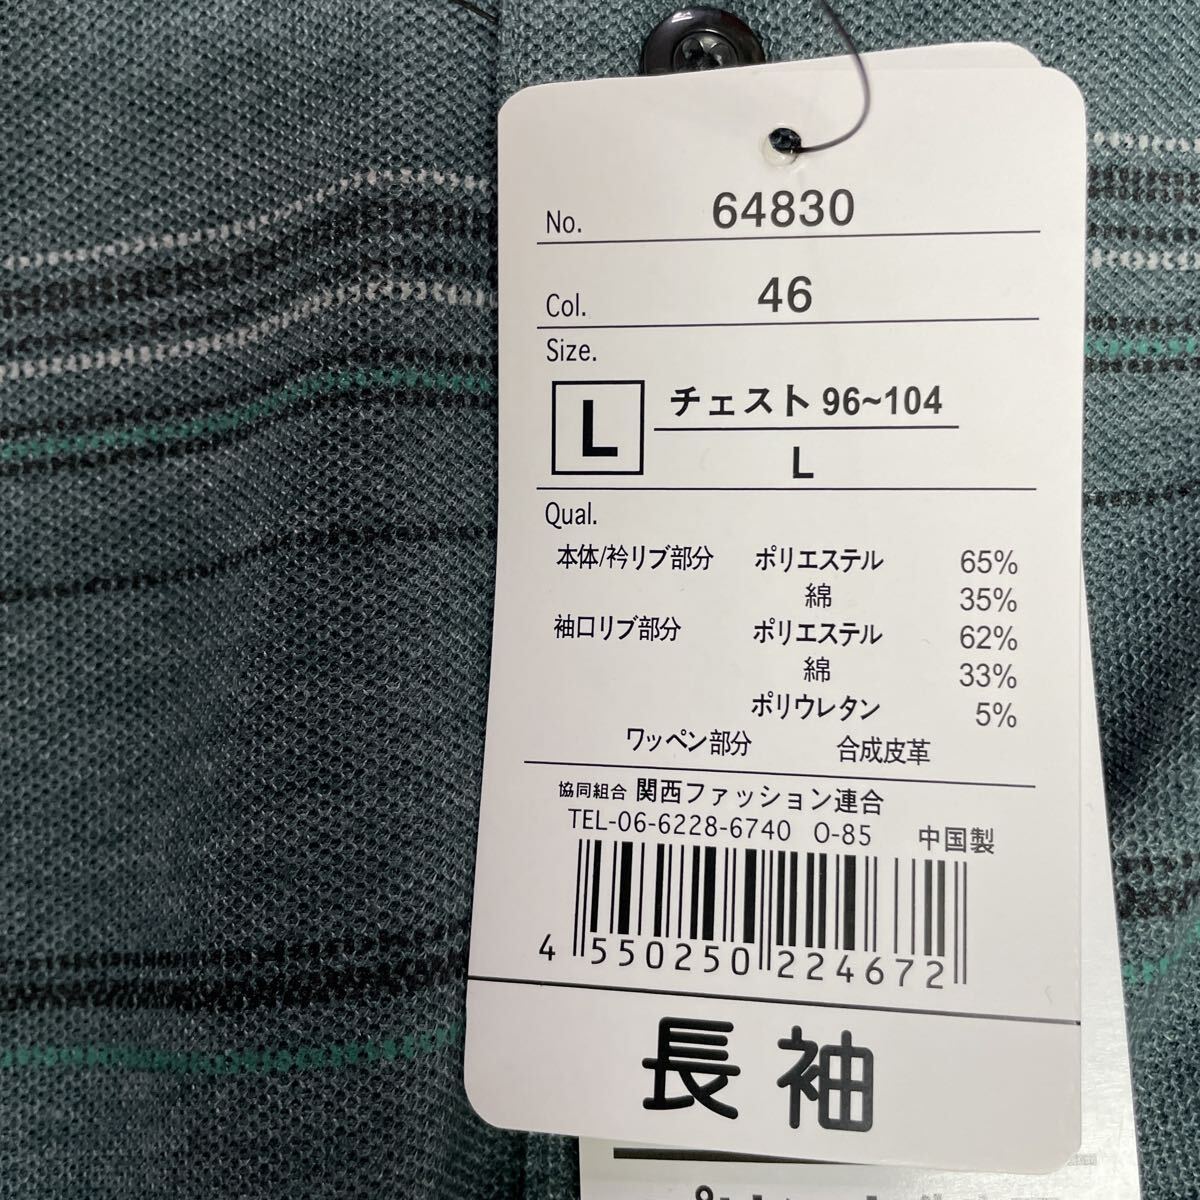 No. 64830
Col. 46
Size.
L チェスト 96~104
L
Qual.
本体/衿リブ部分 ポリエステル 65%
綿 35%
袖口リブ部分 ポリエステル 62%
綿 33%
ポリウレタン 5%
ワッペン部分 合成皮革
協同組合 関西ファッション連合
TEL-06-6228-6740 O-85 中国製
4 550250 224672
長袖